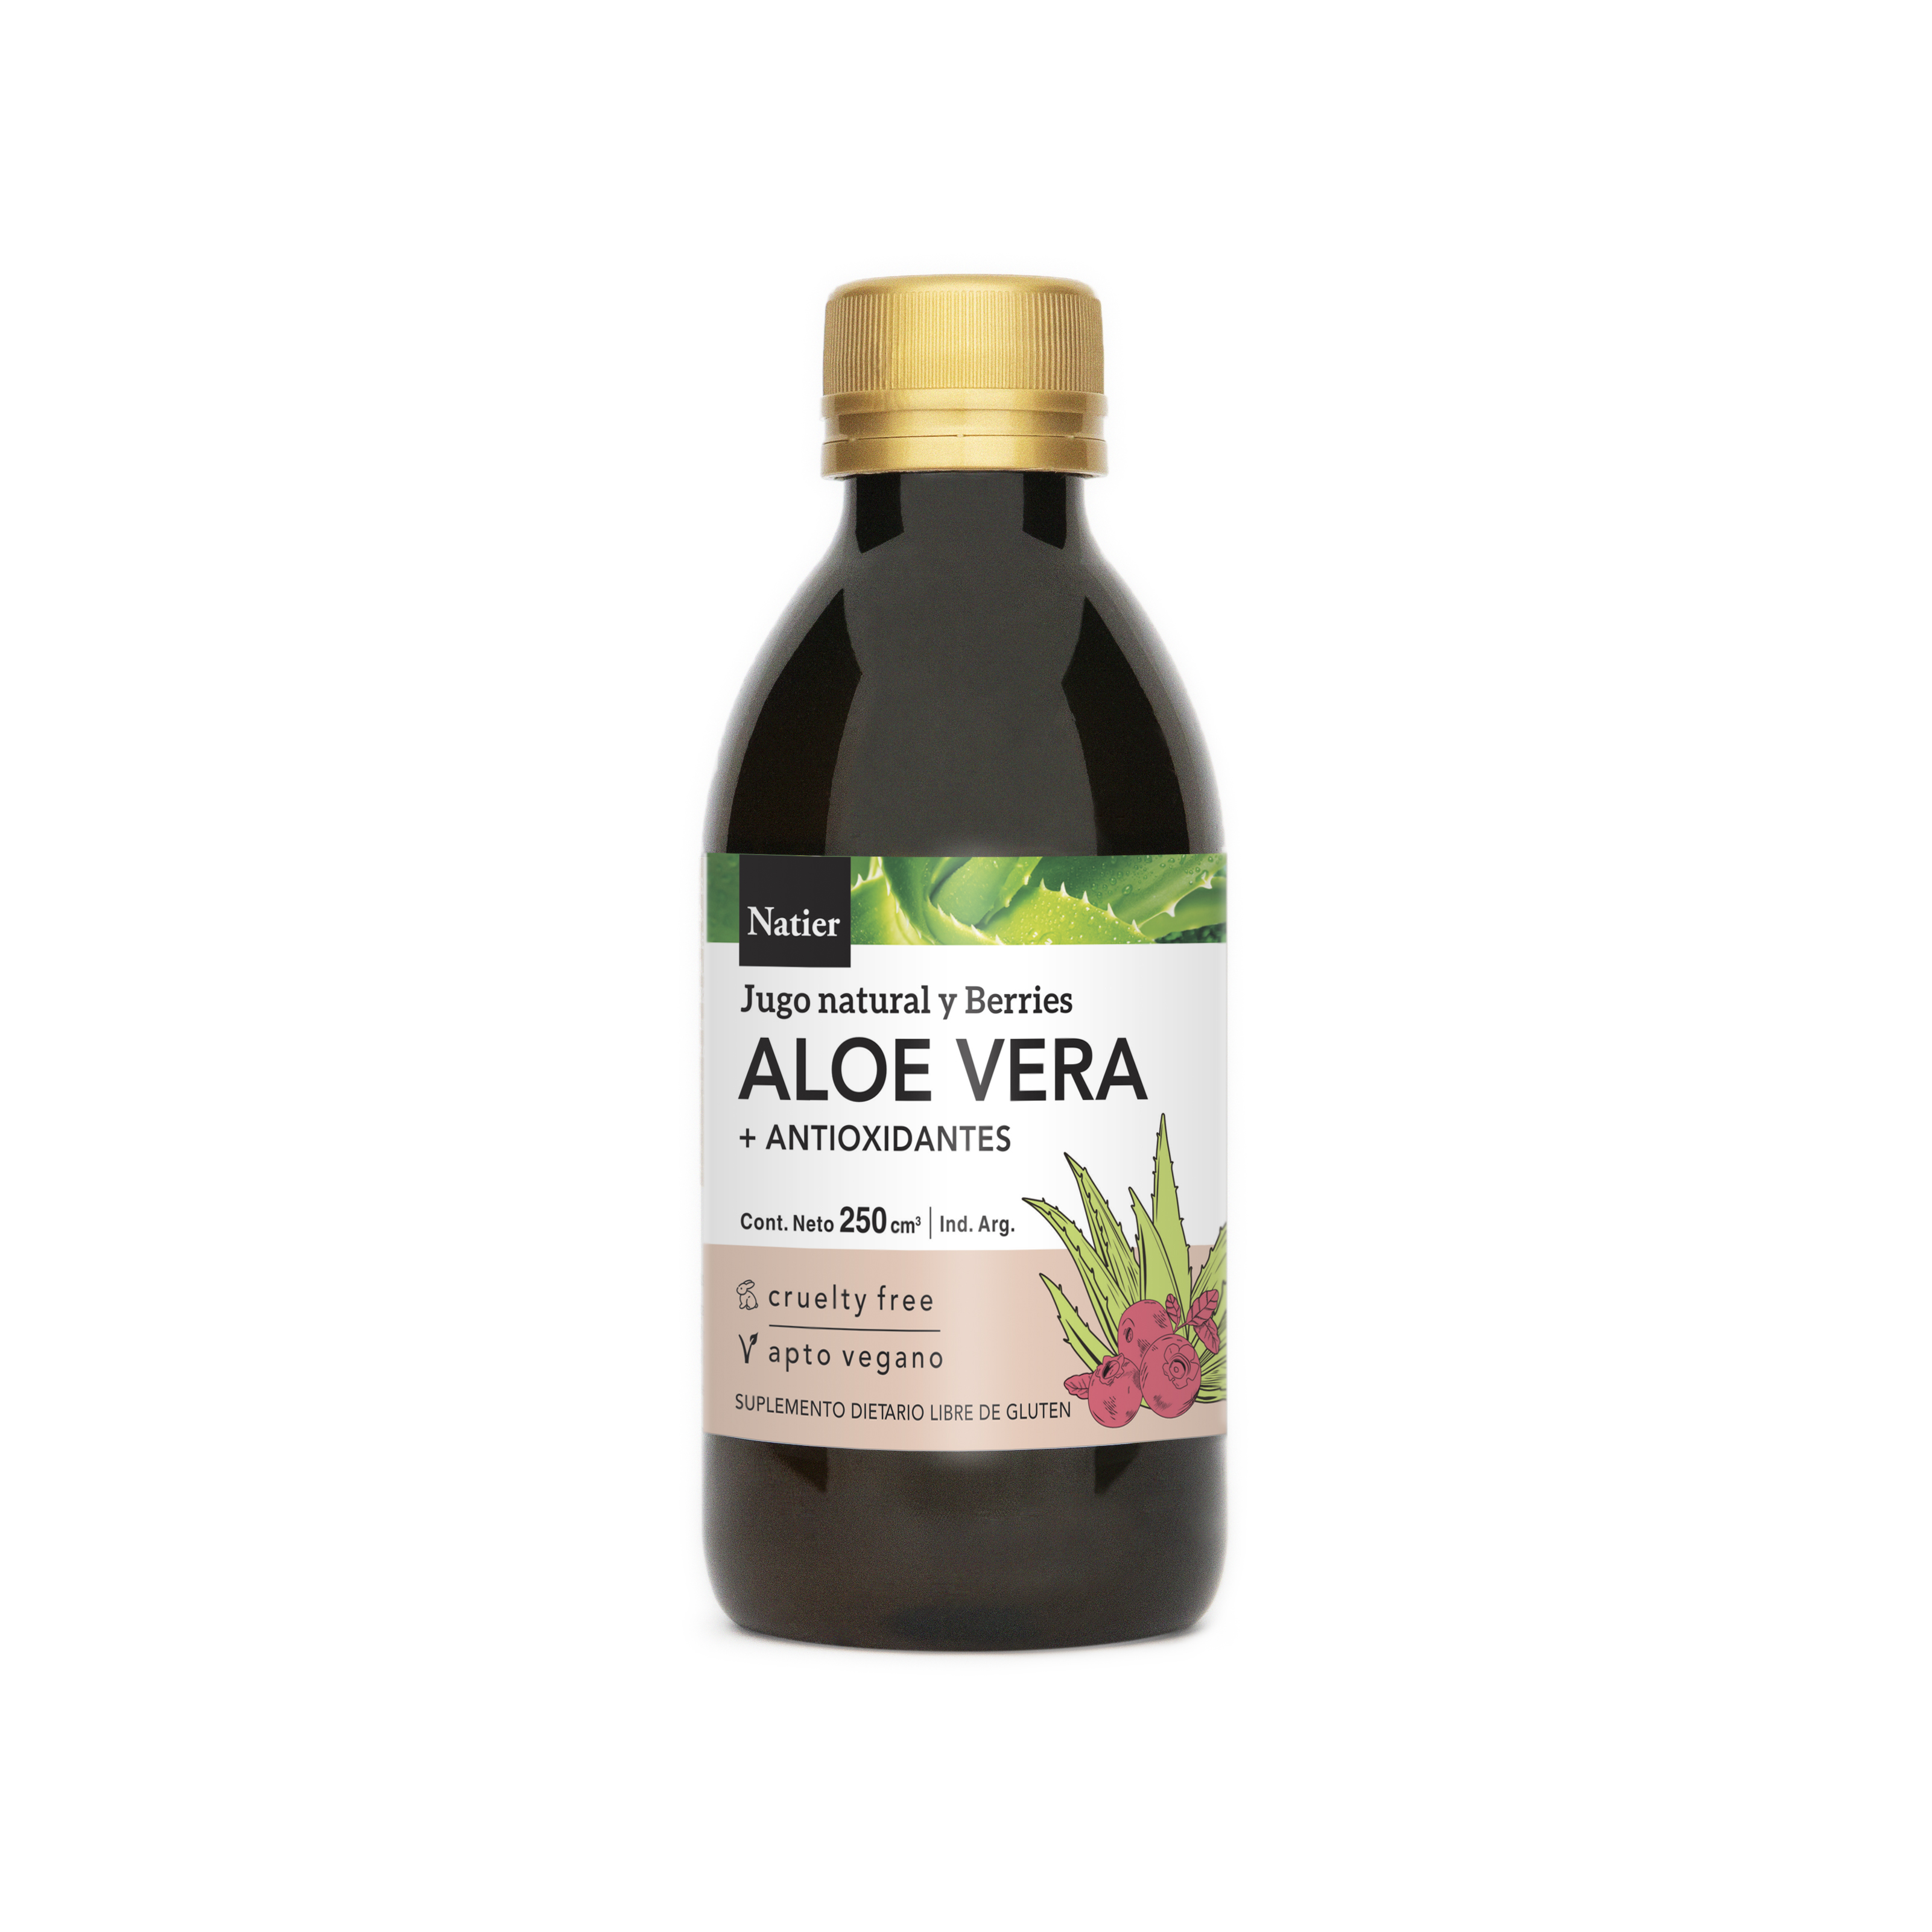 Natier
Jugo natural y Berries
ALOE VERA
+ ANTIOXIDANTES
Cont. Neto 250 cm³ | Ind. Arg.
cruelty free
apto vegano
SUPLEMENTO DIETARIO LIBRE DE GLUTEN